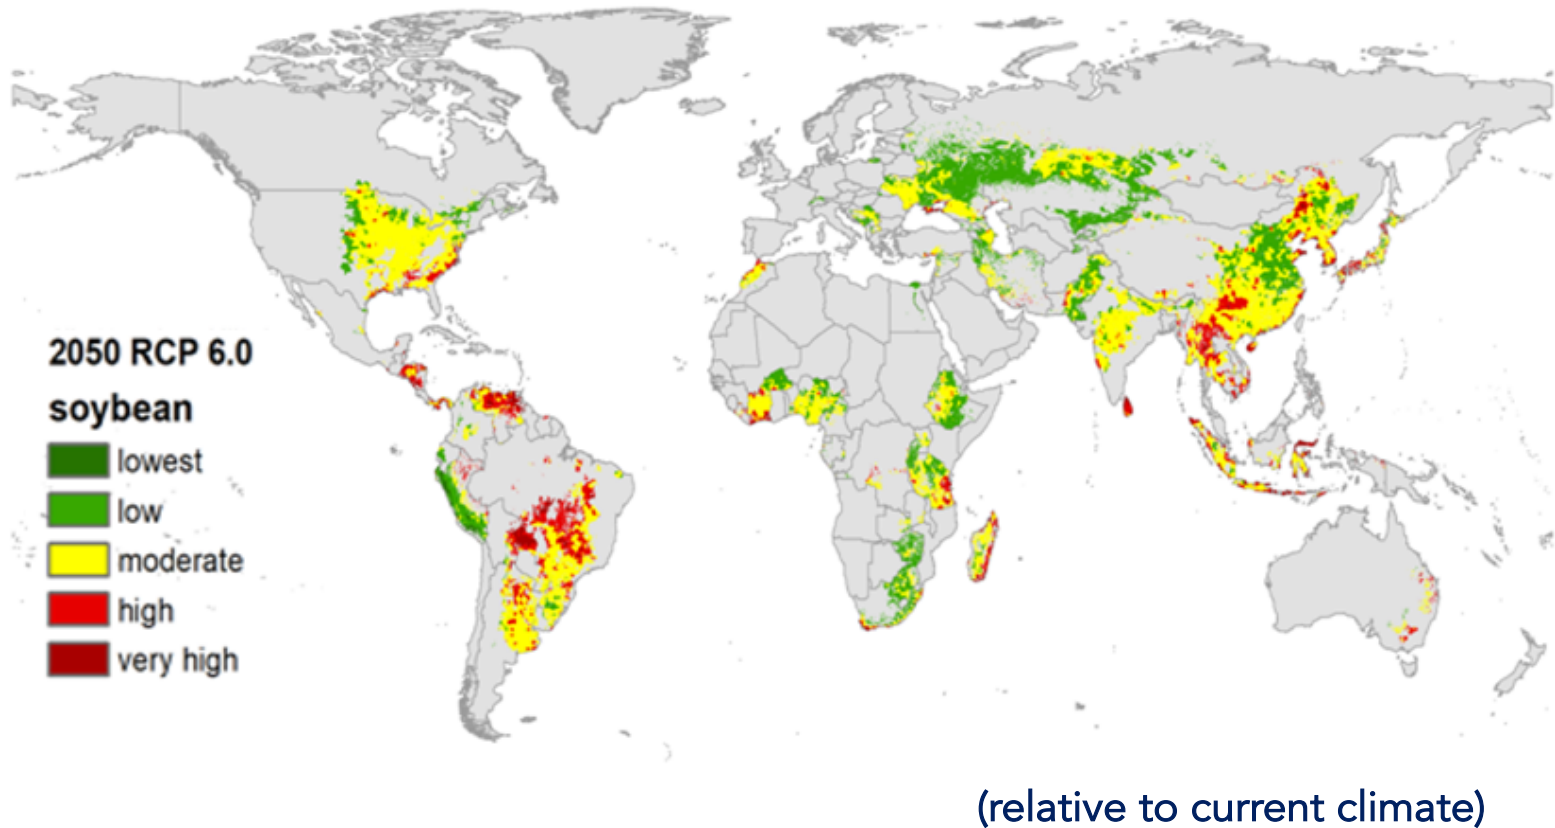 2050 RCP 6.0
soybean
lowest
low
moderate
high
very high
(relative to current climate)